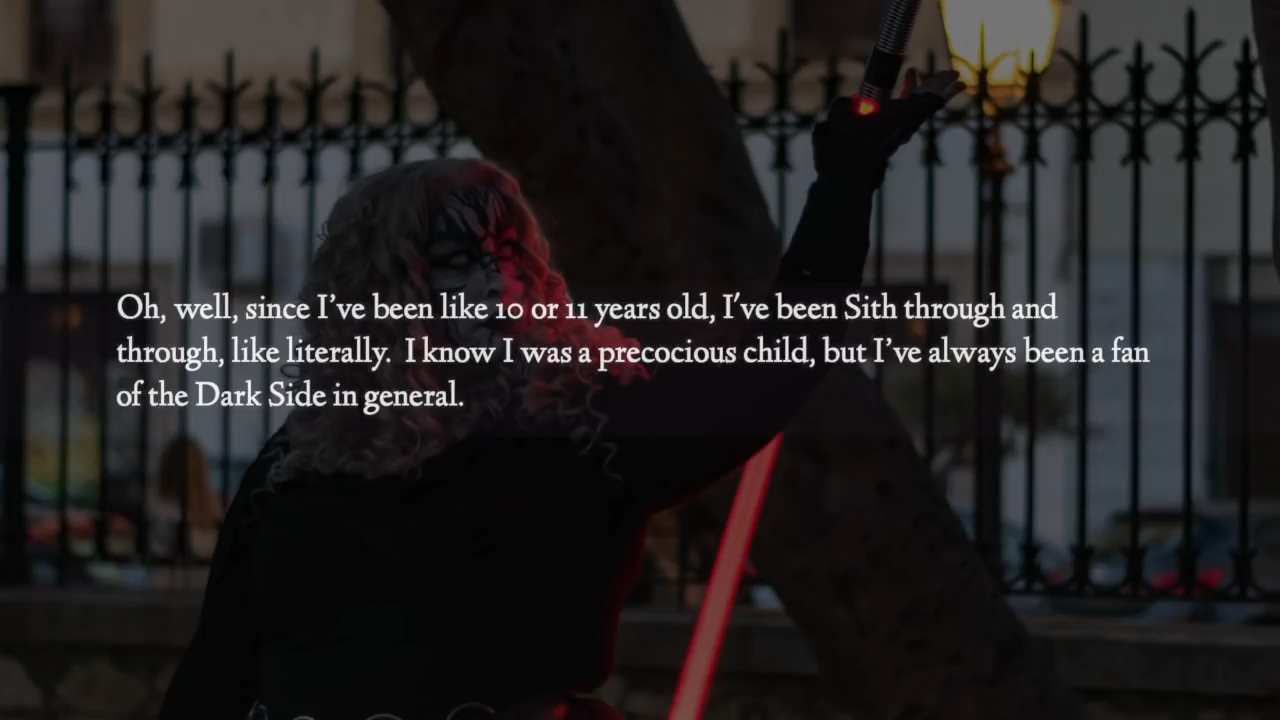 Oh, well, since I’ve been like 10 or 11 years old, I've been Sith through and
through, like literally.  I know I was a precocious child, but I’ve always been a fan
of the Dark Side in general.